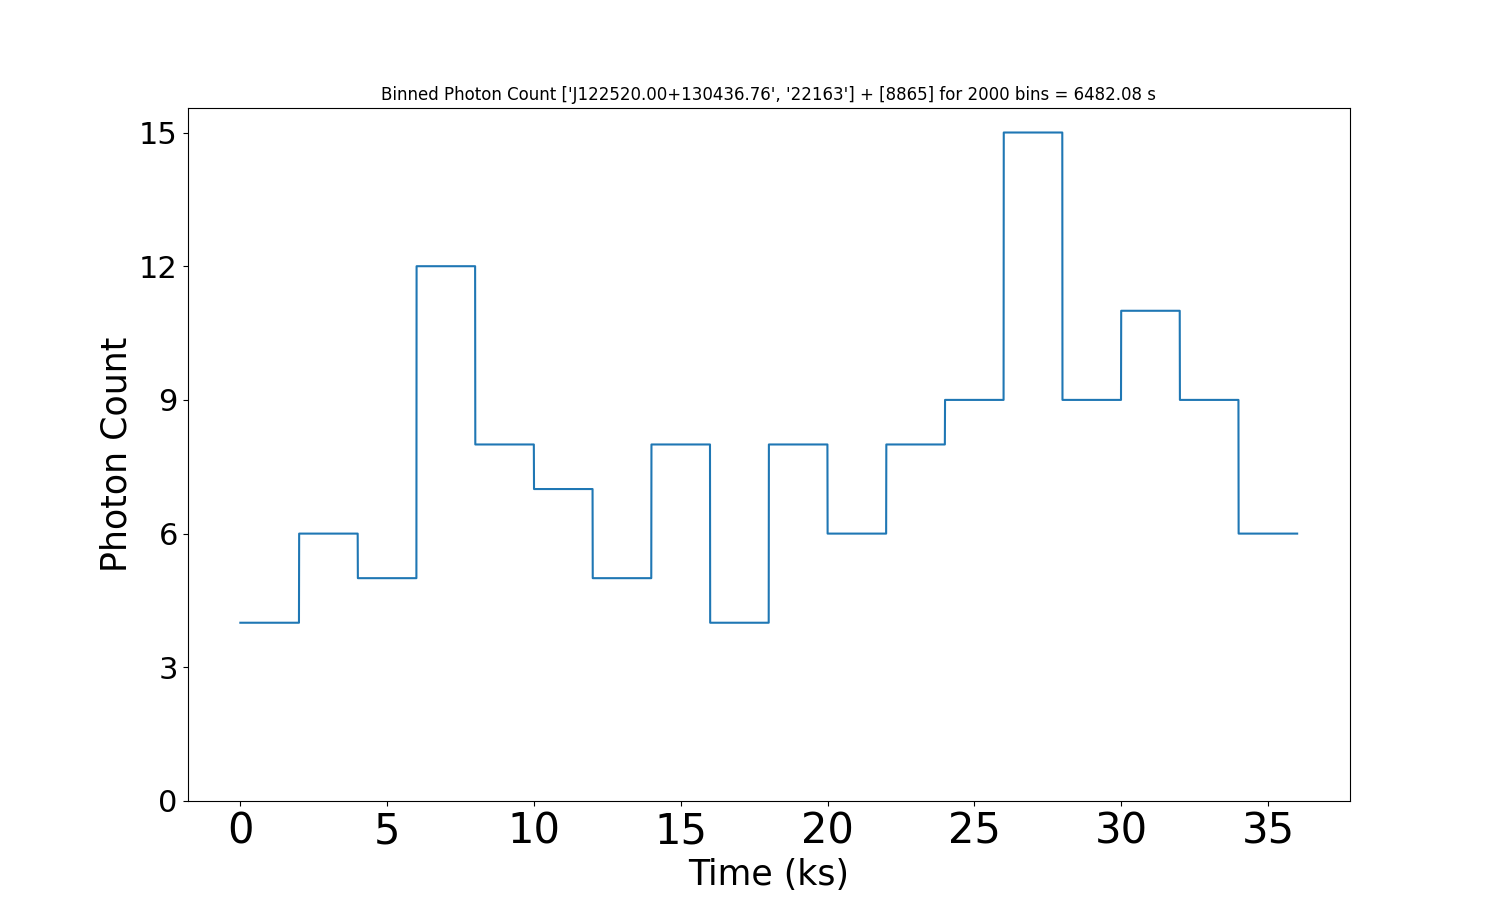 Binned Photon Count ['J122520.00+130436.76', '22163'] + [8865] for 2000 bins = 6482.08 s
15
12
9
6
3
0
Photon Count
0 5 10 15 20 25 30 35
Time (ks)